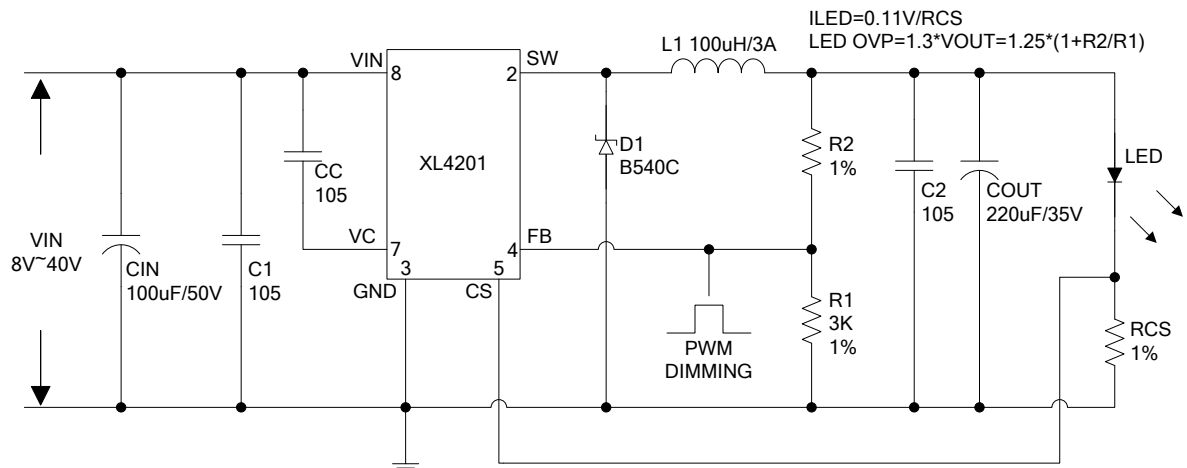 ILED=0.11V/RCS
LED OVP=1.3*VOUT=1.25*(1+R2/R1)
L1 100uH/3A
VIN
8
2
SW
XL4201
CC
105
D1
B540C
R2
1%
C2
105
COUT
220uF/35V
LED
VC
7
4
FB
3
5
GND
CS
VIN
8V~40V
CIN
100uF/50V
C1
105
R1
3K
1%
PWM
DIMMING
RCS
1%